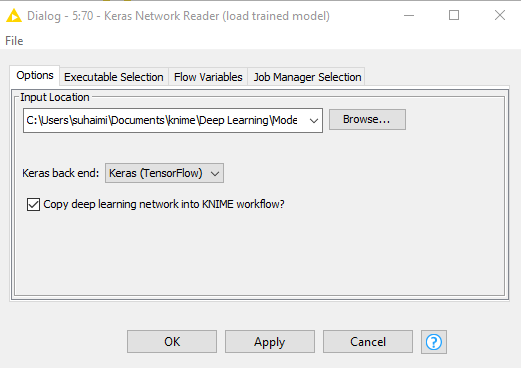 Dialog - 5:70 - Keras Network Reader (load trained model)
File
Options Executable Selection Flow Variables Job Manager Selection
Input Location
C:\Users\suhaimi\Documents\knime\Deep Learning\Mode Browse...
Keras back end: Keras (TensorFlow)
Copy deep learning network into KNIME workflow?
OK Apply Cancel ?